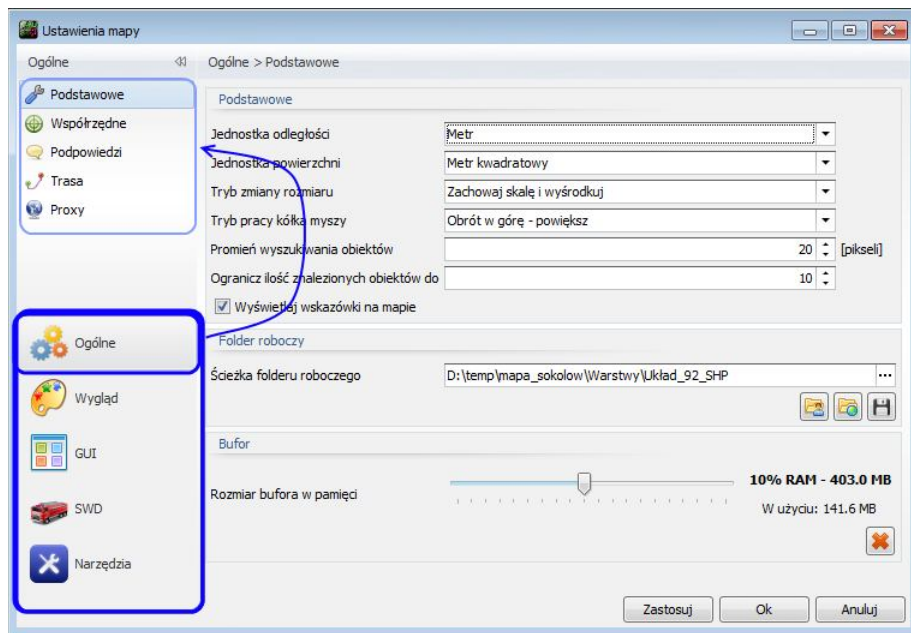 Ustawienia mapy
Ogólne
Ogólne > Podstawowe
Podstawowe
Współrzędne
Podpowiedzi
Trasa
Proxy
Ogólne
Wygląd
GUI
SWD
Narzędzia
Podstawowe
Jednostka odległości Metr
Jednostka powierzchni Metr kwadratowy
Tryb zmiany rozmiaru Zachowaj skalę i wyśrodkuj
Tryb pracy kółka myszy Obrót w górę - powiększ
Promień wyszukiwania obiektów 20 [pikseli]
Ogranicz ilość znalezionych obiektów do 10
Wyświetlaj wskazówki na mapie
Folder roboczy
Ścieżka folderu roboczego D:\temp\mapa_sokolow\Warstwy\Układ_92_SHP
Bufor
Rozmiar bufora w pamięci
10% RAM - 403.0 MB
W użyciu: 141.6 MB
Zastosuj Ok Anuluj